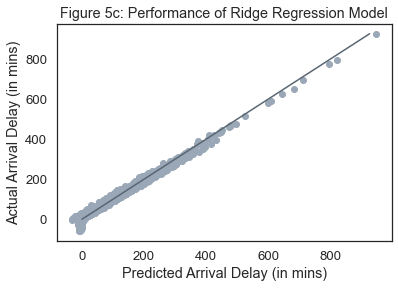 Figure 5c: Performance of Ridge Regression Model
Actual Arrival Delay (in mins)
800
600
400
200
0
0 200 400 600 800
Predicted Arrival Delay (in mins)